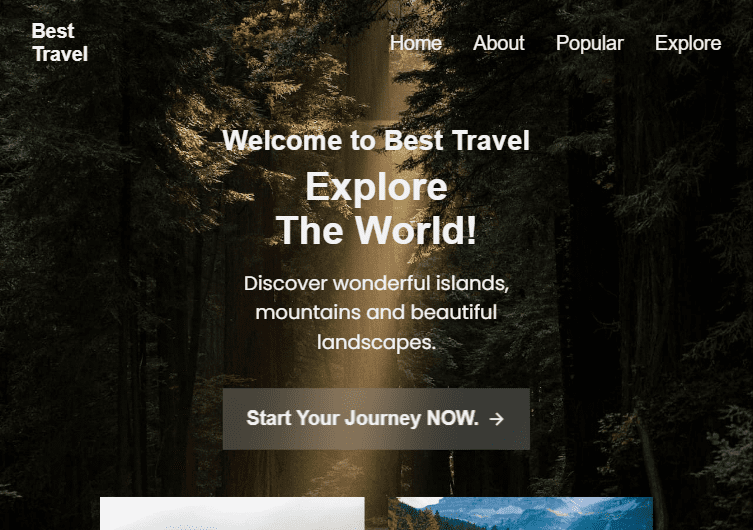 Best
Travel
Home About Popular Explore
Welcome to Best Travel
Explore
The World!
Discover wonderful islands,
mountains and beautiful
landscapes.
Start Your Journey NOW. →